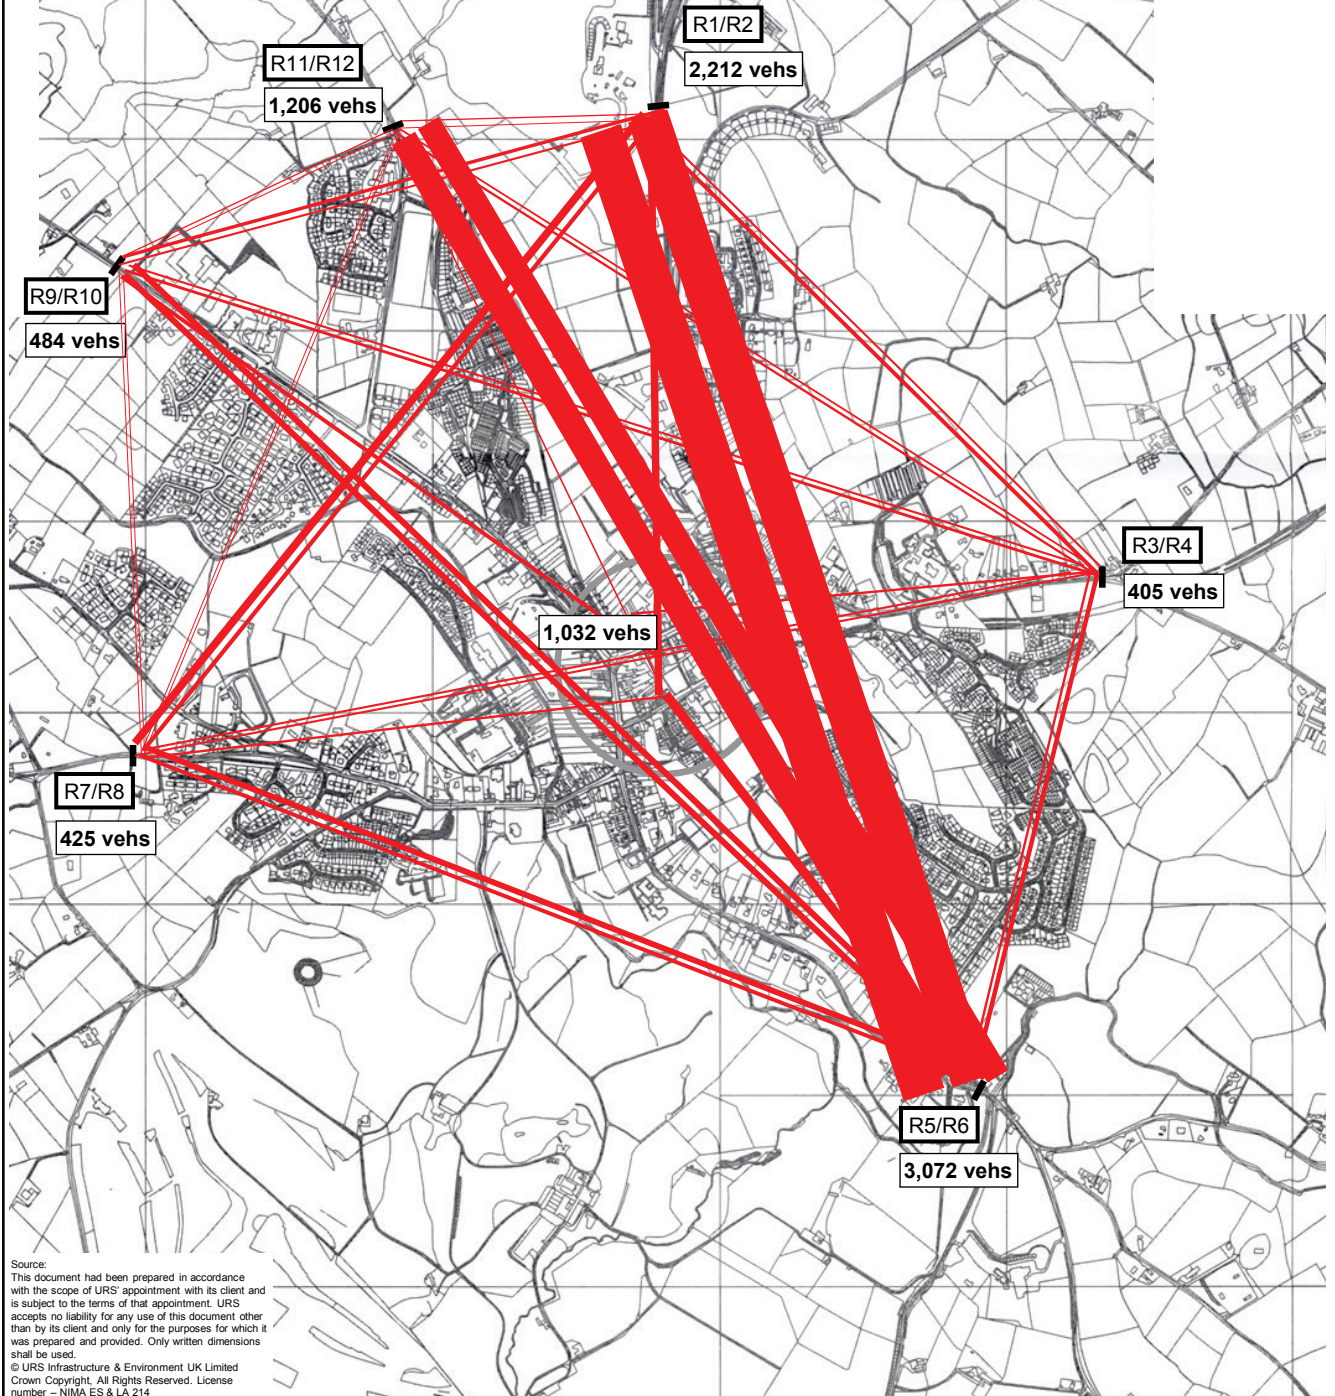 R1/R2
2,212 vehs
R11/R12
1,206 vehs
R9/R10
484 vehs
R3/R4
405 vehs
1,032 vehs
R7/R8
425 vehs
R5/R6
3,072 vehs
Source:
This document had been prepared in accordance
with the scope of URS' appointment with its client and
is subject to the terms of that appointment. URS
accepts no liability for any use of this document other
than by its client and only for the purposes for which it
was prepared and provided. Only written dimensions
shall be used.
© URS Infrastructure & Environment UK Limited
Crown Copyright, All Rights Reserved. License
number – NIMA ES & LA 214